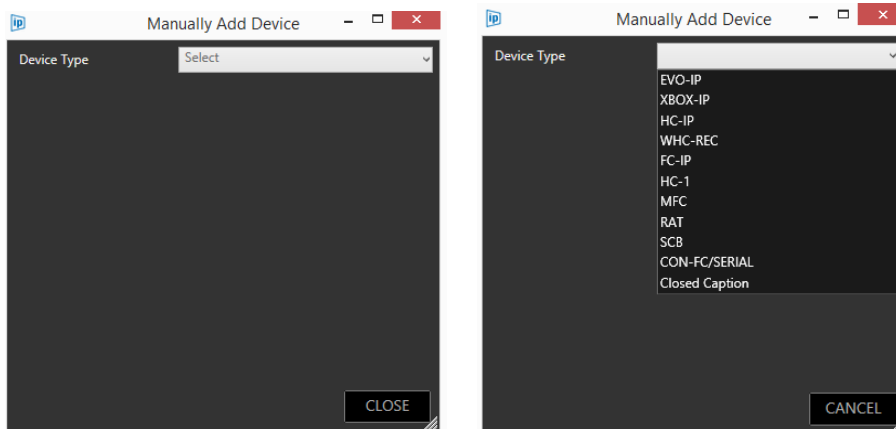 ip Manually Add Device
Device Type Select
CLOSE
ip Manually Add Device
Device Type
EVO-IP
XBOX-IP
HC-IP
WHC-REC
FC-IP
HC-1
MFC
RAT
SCB
CON-FC/SERIAL
Closed Caption
CANCEL